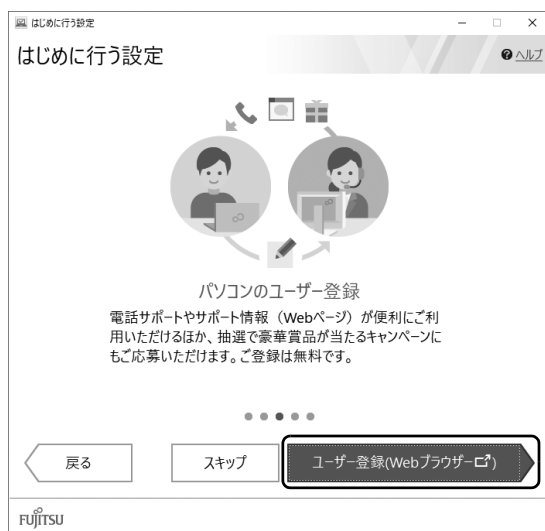 はじめに行う設定
はじめに行う設定
ヘルプ
パソコンのユーザー登録
電話サポートやサポート情報（Webページ）が便利にご利
用いただけるほか、抽選で豪華賞品が当たるキャンペーンに
もご応募いただけます。ご登録は無料です。
戻る
スキップ
ユーザー登録(Webブラウザー)
FUJITSU